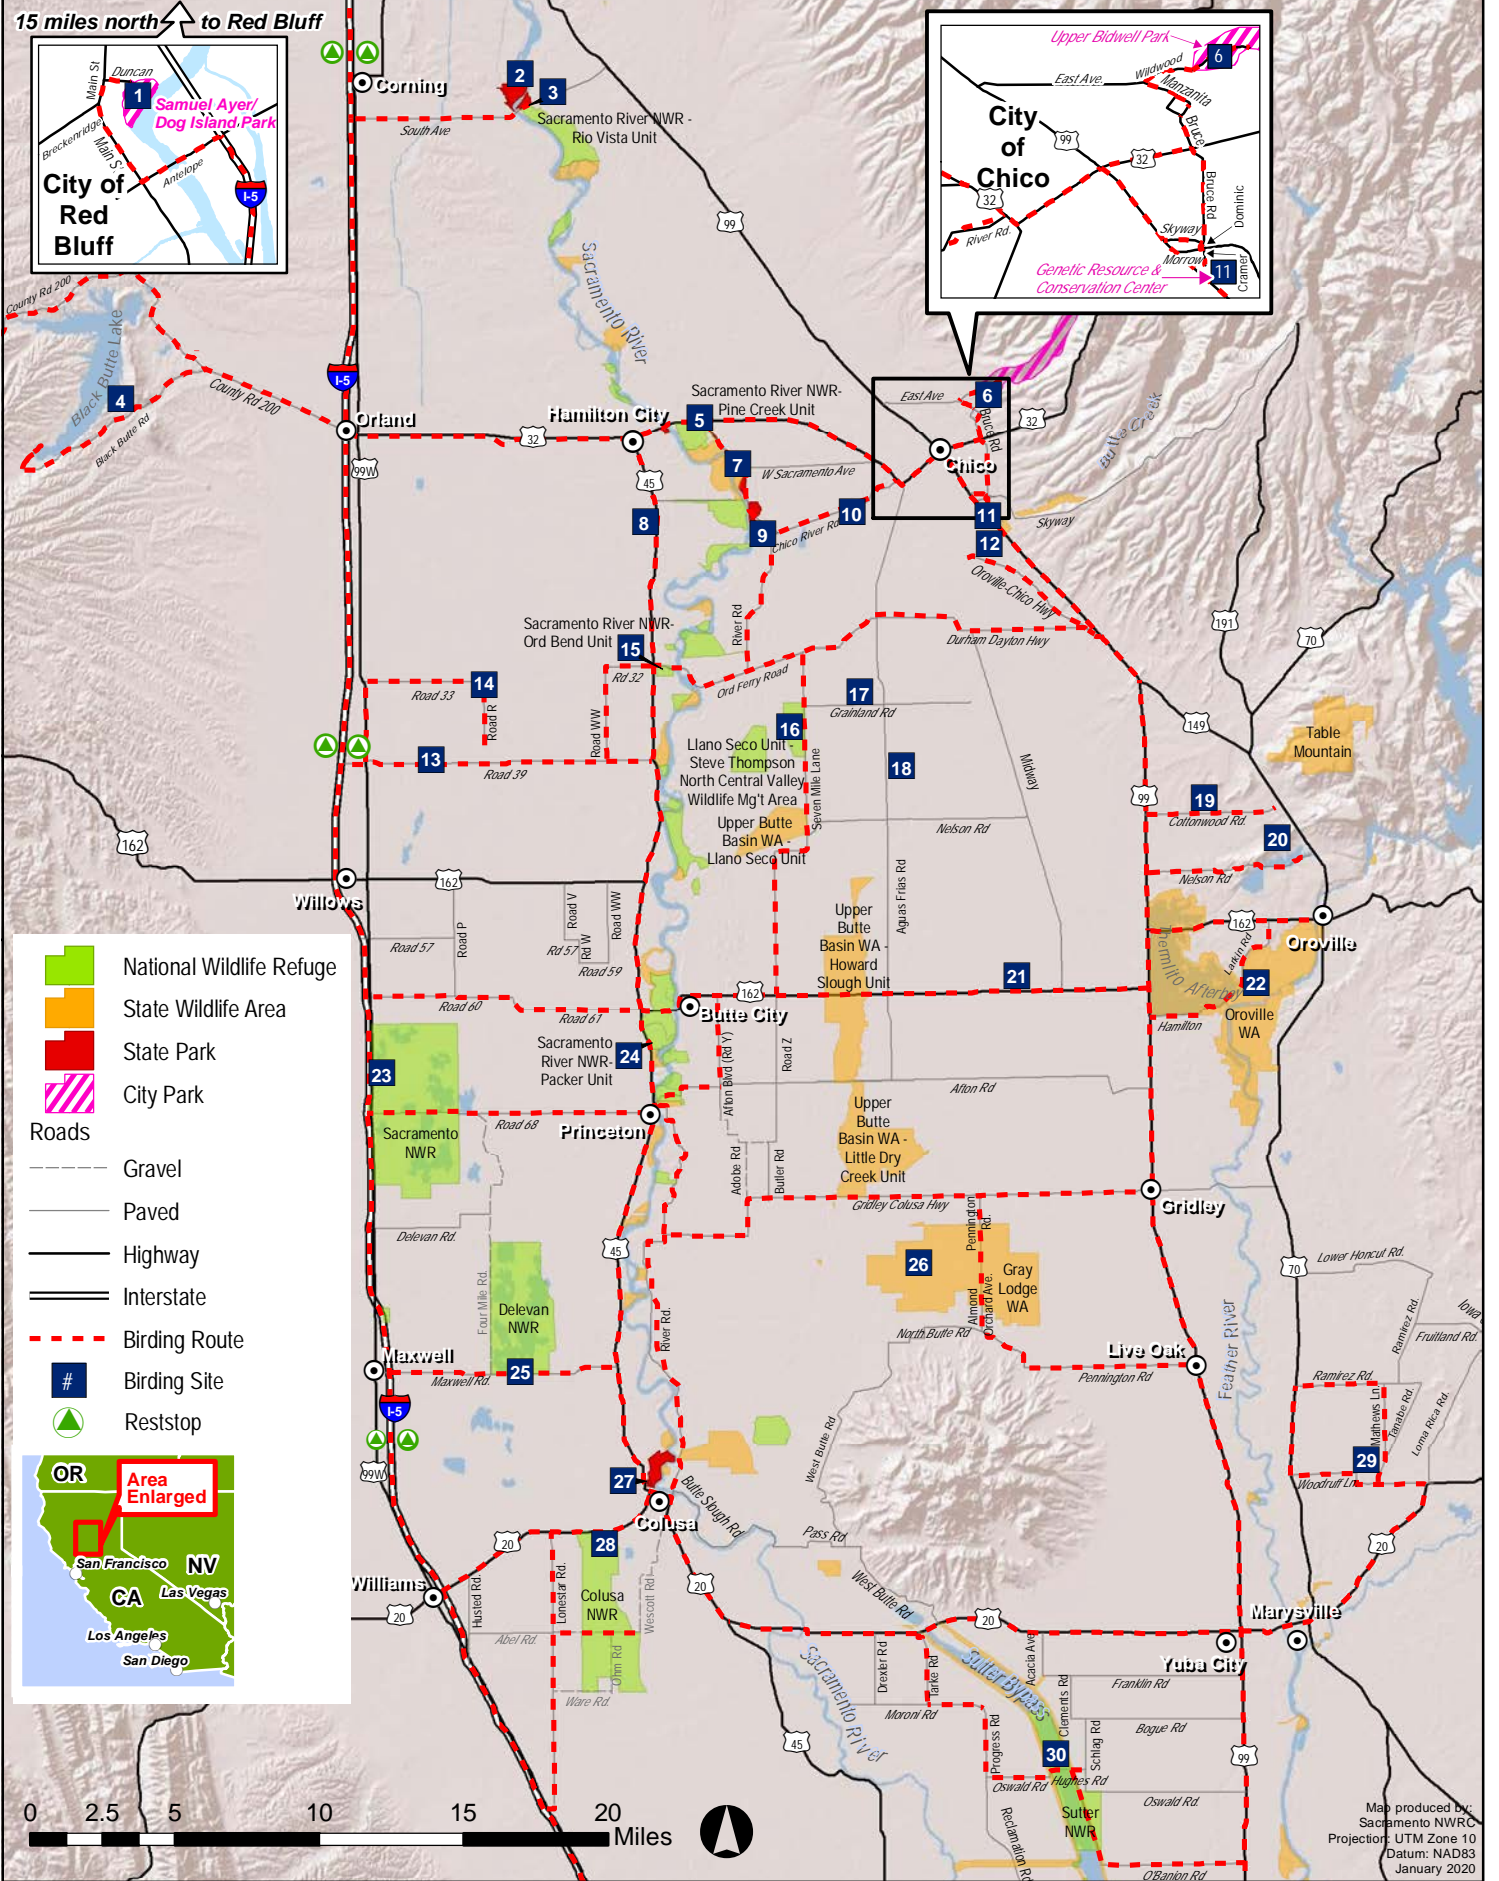 15 miles north to Red Bluff
Main St
Duncan
1
Samuel Ayer/
Dog Island Park
Breckenridge
Main St
Antelope
City of
Red
Bluff
I-5
Corning
2
3
South Ave
Sacramento River NWR -
Rio Vista Unit
99
Sacramento River
Upper Bidwell Park
6
East Ave.
Wildwood
Manzanita
City
of
Chico
99
32
Bruce
32
Bruce Rd
Dominic
River Rd.
Skyway
Morrow
Cramer
Genetic Resource &
Conservation Center
11
County Rd 200
Black Butte Lake
4
Black Butte Rd
County Rd 200
I-5
Orland
99W
32
Hamilton City
45
Sacramento River NWR-
Pine Creek Unit
5
7
W Sacramento Ave
8
9
10
Chico River Rd
East Ave
6
Bruce Rd
32
Chico
11
12
Skyway
Butte Creek
Oroville-Chico Hwy
Durham Dayton Hwy
191
70
149
Sacramento River NWR-
Ord Bend Unit
15
Rd 32
River Rd
Ord Ferry Road
14
Road 33
Road R
Road WW
13
Road 39
17
Grainland Rd
16
Llano Seco Unit -
Steve Thompson
North Central Valley
Wildlife Mg't Area
Seven Mile Lane
18
Midway
Upper Butte
Basin WA -
Llano Seco Unit
Nelson Rd
Aguas Frias Rd
Table
Mountain
99
19
Cottonwood Rd.
20
Nelson Rd
162
Willows
162
Road P
Road V
Road WW
Road 57
Rd 57
Rd W
Road 59
Upper
Butte
Basin WA -
Howard
Slough Unit
162
Oroville
Larkin Rd
Thermlito Afterbay
22
Hamilton
Oroville
WA
21
162
Butte City
Road 60
Road 61
National Wildlife Refuge
State Wildlife Area
State Park
City Park
Roads
Gravel
Paved
Highway
Interstate
Birding Route
# Birding Site
Reststop
23
Sacramento
NWR
Sacramento
River NWR-
Packer Unit
24
Afton Blvd (Rd Y)
Road Z
Afton Rd
Princeton
Road 68
Upper
Butte
Basin WA -
Little Dry
Creek Unit
Adobe Rd
Butler Rd
Gridley Colusa Hwy
Gridley
Delevan Rd.
45
Four Mile Rd.
Delevan
NWR
River Rd.
26
Pennington
Rd.
Gray
Lodge
WA
Almond
Orchard Ave.
North Butte Rd
Live Oak
Pennington Rd
Feather River
70
Lower Honcut Rd.
Ramirez Rd.
Iowa
Fruitland Rd.
Ramirez Rd.
Mathews Ln.
Tanabe Rd.
Loma Rica Rd.
29
Woodruff Ln.
Maxwell
Maxwell Rd.
25
I-5
99W
West Butte Rd
27
Colusa
Butte Slough Rd
Pass Rd
20
28
Williams
20
Husted Rd.
Lonestar Rd.
Colusa
NWR
Wescott Rd.
Abel Rd.
Ohm Rd
Ware Rd.
20
West Butte Rd
20
20
Marysville
Yuba City
Sacramento River
Drexler Rd
Tarke Rd
Sutter Bypass
Acacia Ave
Franklin Rd
Clements Rd
Moroni Rd
Bogue Rd
Progress Rd
30
Schlag Rd
45
99
Oswald Rd
Hughes Rd
Oswald Rd.
Reclamation Rd
Sutter
NWR
O'Banion Rd
OR
Area
Enlarged
San Francisco
NV
CA
Las Vegas
Los Angeles
San Diego
0 2.5 5 10 15 20
Miles
Map produced by:
Sacramento NWRC
Projection: UTM Zone 10
Datum: NAD83
January 2020